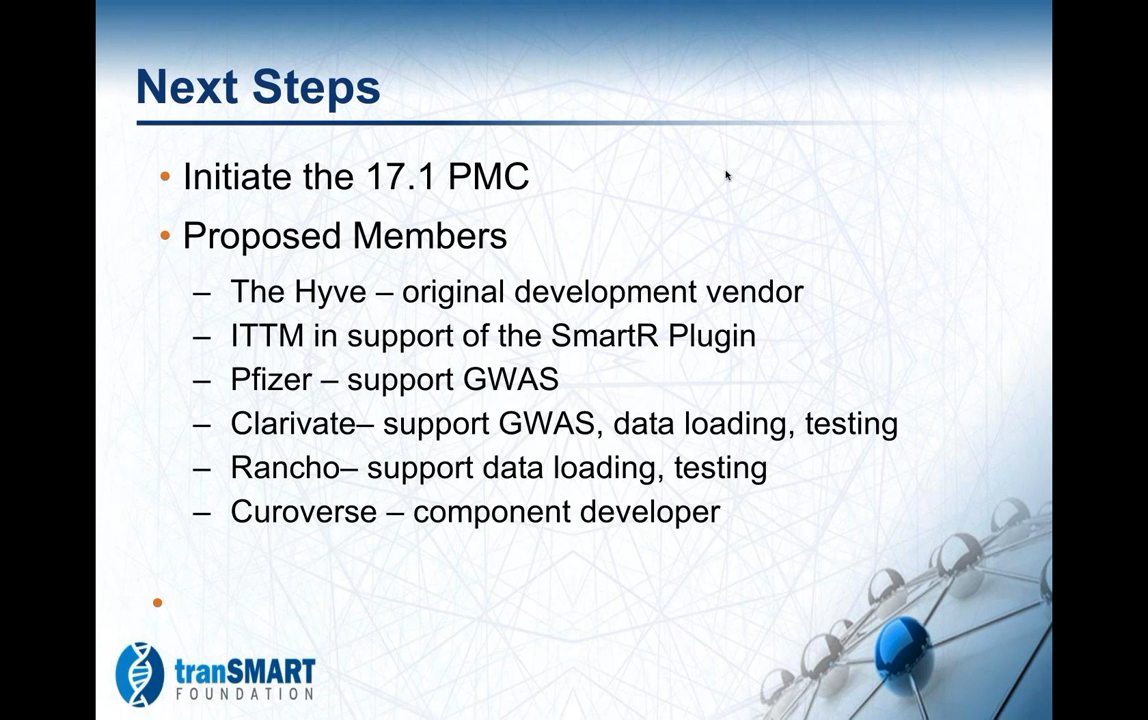 Next Steps
• Initiate the 17.1 PMC
• Proposed Members
– The Hyve – original development vendor
– ITTM in support of the SmartR Plugin
– Pfizer – support GWAS
– Clarivate– support GWAS, data loading, testing
– Rancho– support data loading, testing
– Curoverse – component developer
•
tranSMART
FOUNDATION